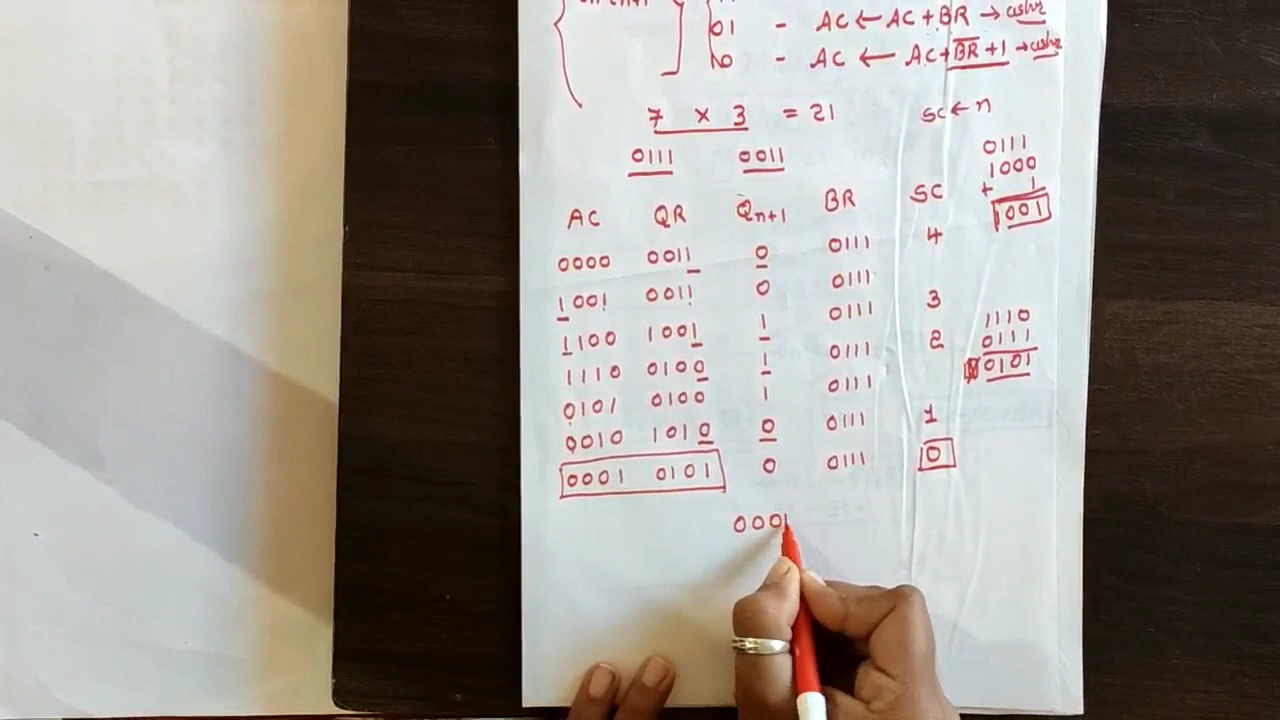 01 - AC ← AC + BR → ashr
10 - AC ← AC + B̅R̅ + 1 → ashr
7 × 3 = 21 SC ← n
0111 0011
0111
1000
+ 1
1001
AC QR Qn+1 BR SC
0000 0011 0 0111 4
1001 0011 0 0111
1100 1001 1 0111 3
1110 0100 1 0111 2
0101 0100 1 0111
0010 1010 0 0111 1
0001 0101 0 0111 0
1110
0111
0101
0001